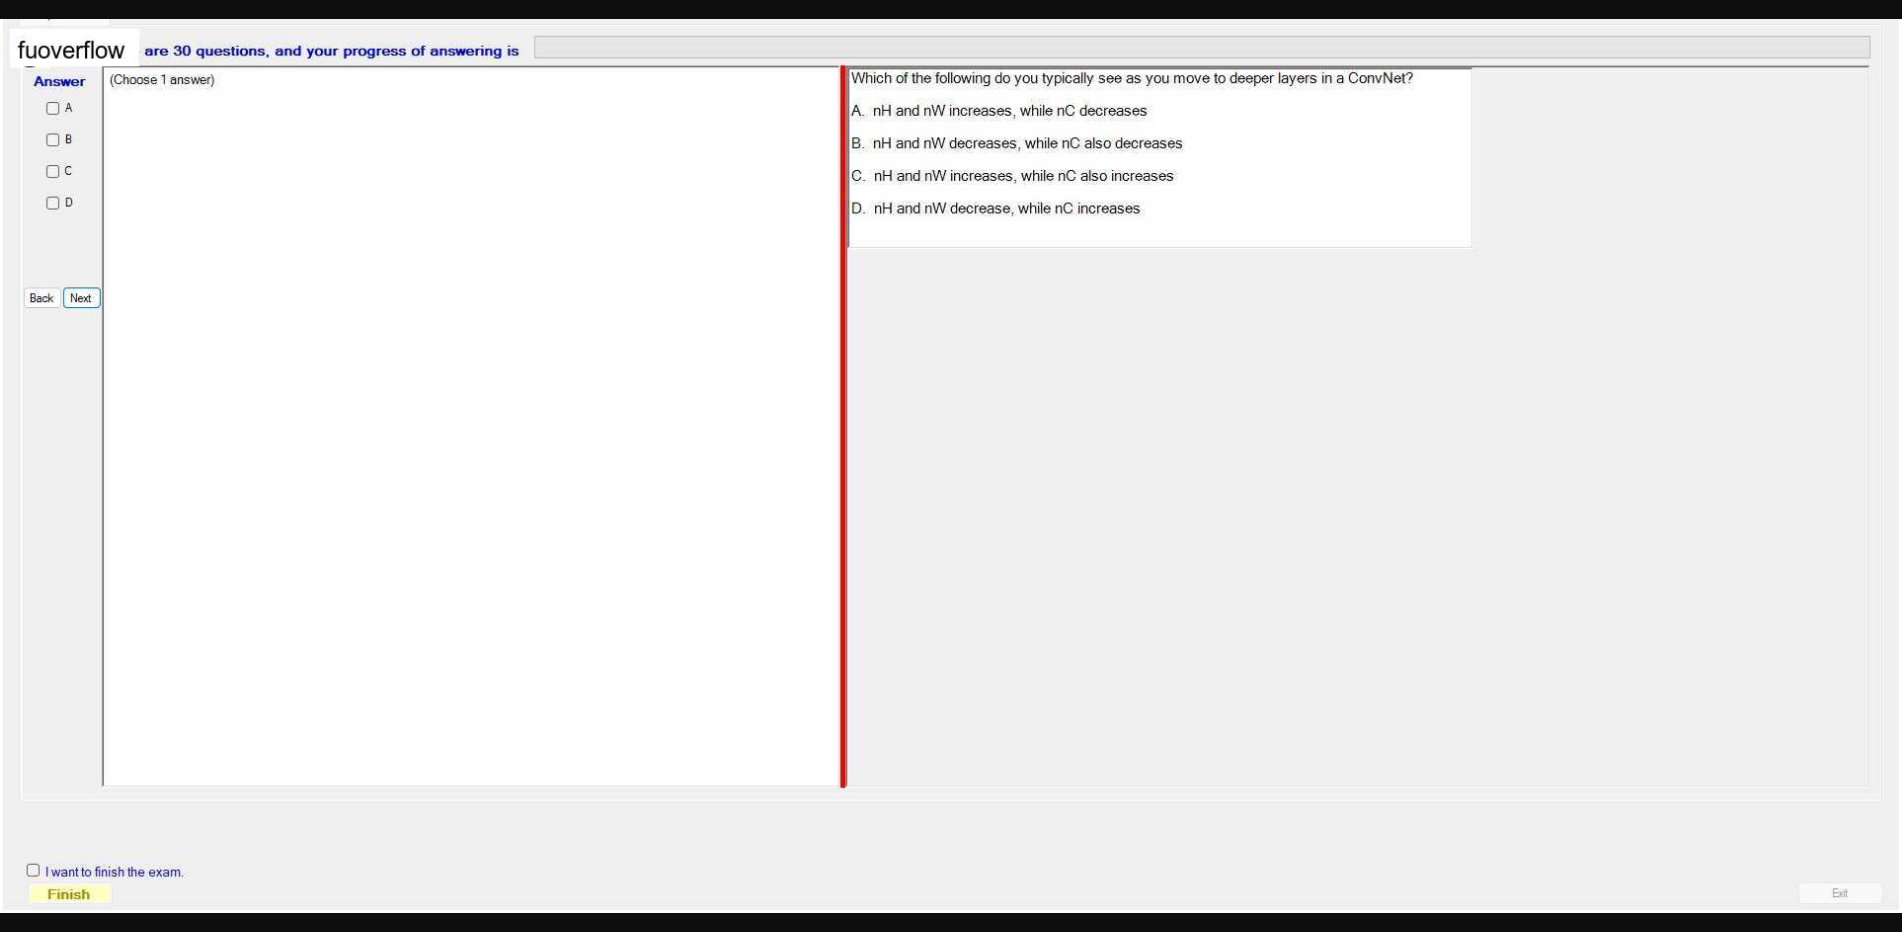 fuoverflow are 30 questions, and your progress of answering is
Answer
(Choose 1 answer)
A
B
C
D
Back
Next
Which of the following do you typically see as you move to deeper layers in a ConvNet?
A. nH and nW increases, while nC decreases
B. nH and nW decreases, while nC also decreases
C. nH and nW increases, while nC also increases
D. nH and nW decrease, while nC increases
I want to finish the exam.
Finish
Exit